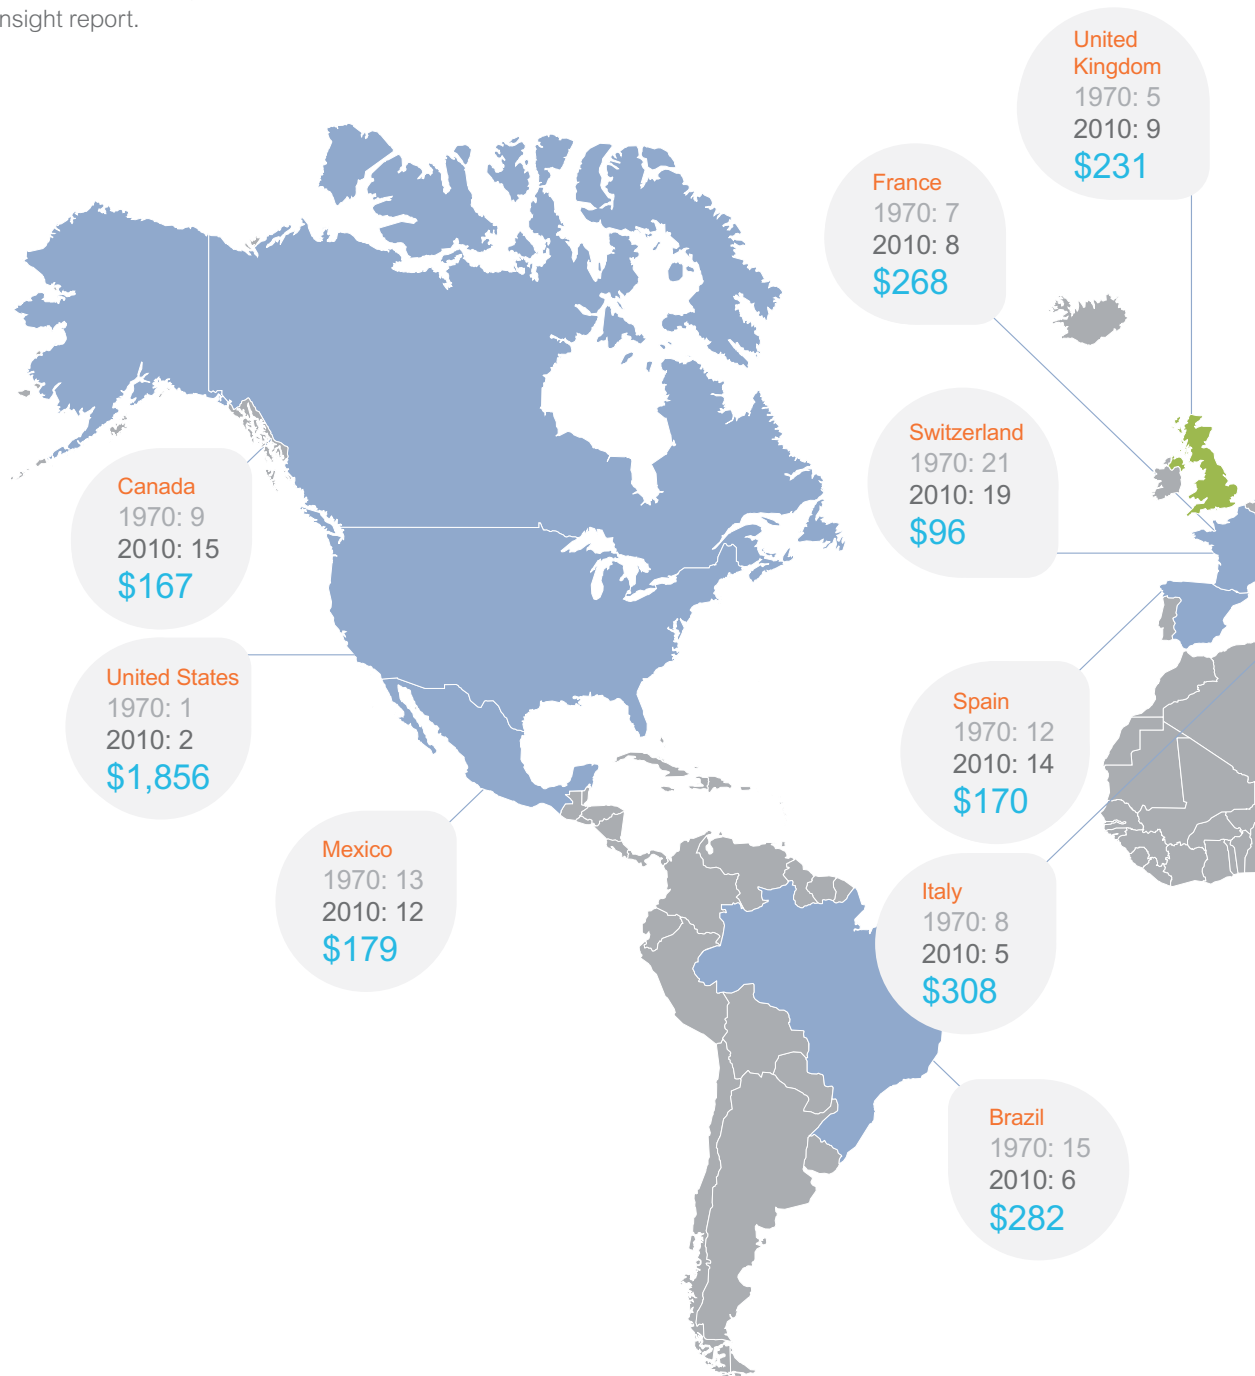 nsight report.
United
Kingdom
1970: 5
2010: 9
$231
France
1970: 7
2010: 8
$268
Switzerland
1970: 21
2010: 19
$96
Canada
1970: 9
2010: 15
$167
United States
1970: 1
2010: 2
$1,856
Spain
1970: 12
2010: 14
$170
Mexico
1970: 13
2010: 12
$179
Italy
1970: 8
2010: 5
$308
Brazil
1970: 15
2010: 6
$282